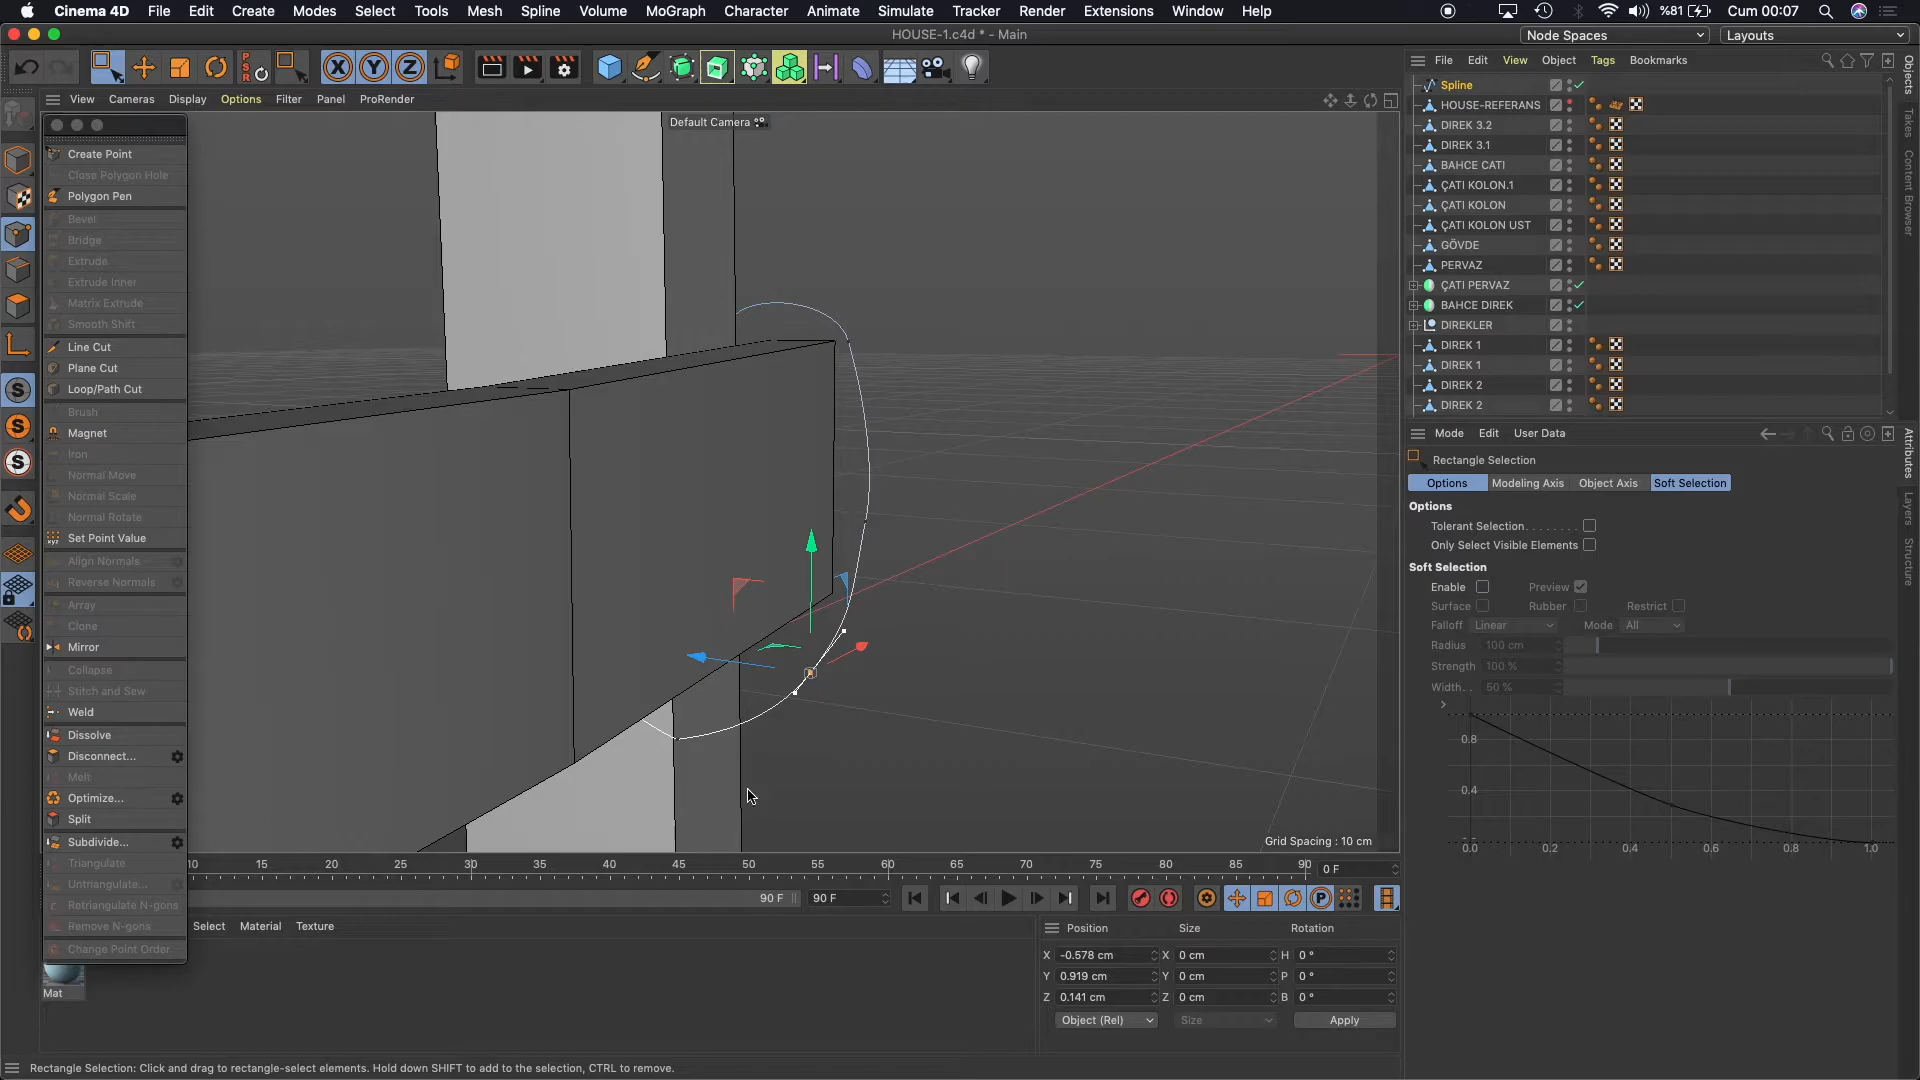 Cinema 4D File Edit Create Modes Select Tools Mesh Spline Volume MoGraph Character Animate Simulate Tracker Render Extensions Window Help %81 Cum 00:07
HOUSE-1.c4d * - Main
Node Spaces
Layouts
File Edit View Object Tags Bookmarks
View Cameras Display Options Filter Panel ProRender
Default Camera
Create Point
Close Polygon Hole
Polygon Pen
Bevel
Bridge
Extrude
Extrude Inner
Matrix Extrude
Smooth Shift
Line Cut
Plane Cut
Loop/Path Cut
Brush
Magnet
Iron
Normal Move
Normal Scale
Normal Rotate
Set Point Value
Align Normals
Reverse Normals
Array
Clone
Mirror
Collapse
Stitch and Sew
Weld
Dissolve
Disconnect...
Melt
Optimize...
Split
Subdivide...
Triangulate
Untriangulate...
Retriangulate N-gons
Remove N-gons
Change Point Order
Grid Spacing : 10 cm
10 15 20 25 30 35 40 45 50 55 60 65 70 75 80 85 90
0 F
90 F
90 F
Select Material Texture
Mat
Position Size Rotation
X -0.578 cm X 0 cm H 0 °
Y 0.919 cm Y 0 cm P 0 °
Z 0.141 cm Z 0 cm B 0 °
Object (Rel) Size Apply
Rectangle Selection: Click and drag to rectangle-select elements. Hold down SHIFT to add to the selection, CTRL to remove.
Spline
HOUSE-REFERANS
DIREK 3.2
DIREK 3.1
BAHCE CATI
ÇATI KOLON.1
ÇATI KOLON
ÇATI KOLON UST
GÖVDE
PERVAZ
ÇATI PERVAZ
BAHCE DIREK
DIREKLER
DIREK 1
DIREK 1
DIREK 2
DIREK 2
Mode Edit User Data
Rectangle Selection
Options Modeling Axis Object Axis Soft Selection
Options
Tolerant Selection . . . . . . . .
Only Select Visible Elements
Soft Selection
Enable Preview
Surface Rubber Restrict
Falloff Linear Mode All
Radius 100 cm
Strength 100 %
Width. . 50 %
0.8
0.4
0.0 0.2 0.4 0.6 0.8 1.0
Objects
Takes
Content Browser
Attributes
Layers
Structure